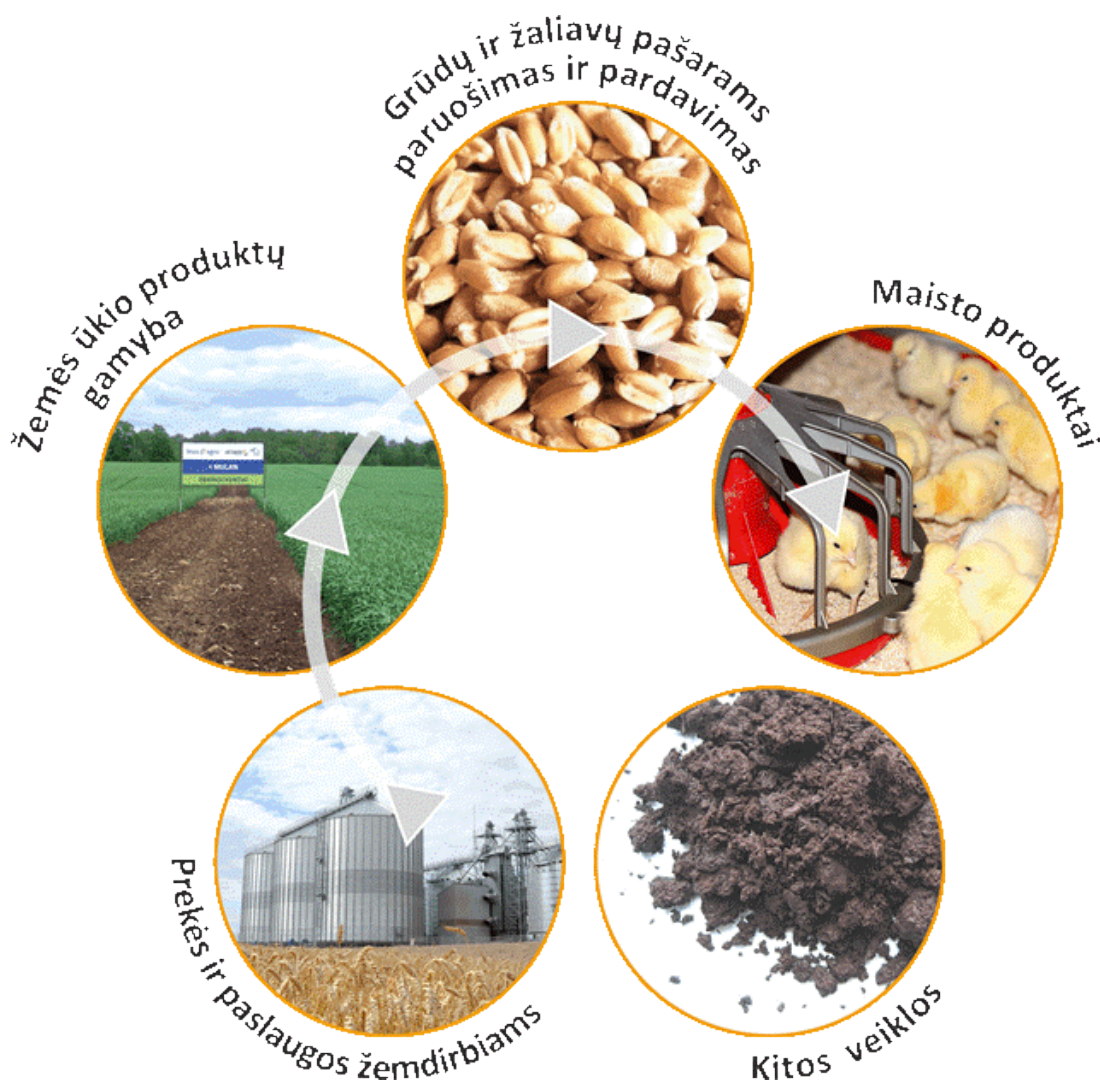 Grūdų ir žaliavų pašarams
paruošimas ir pardavimas
Žemės ūkio produktų
gamyba
Maisto produktai
Prekės ir paslaugos žemdirbiams
Kitos veiklos